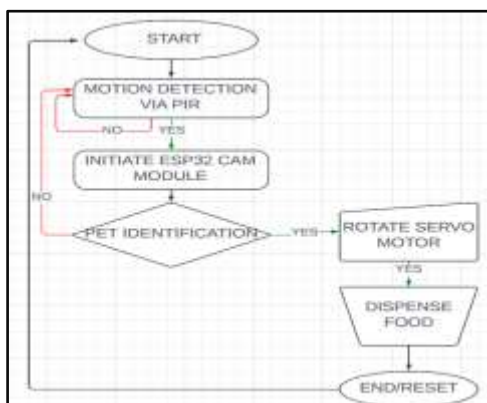 START
MOTION DETECTION
VIA PIR
NO
YES
INITIATE ESP32 CAM
MODULE
NO
PET IDENTIFICATION
YES
ROTATE SERVO
MOTOR
YES
DISPENSE
FOOD
END/RESET